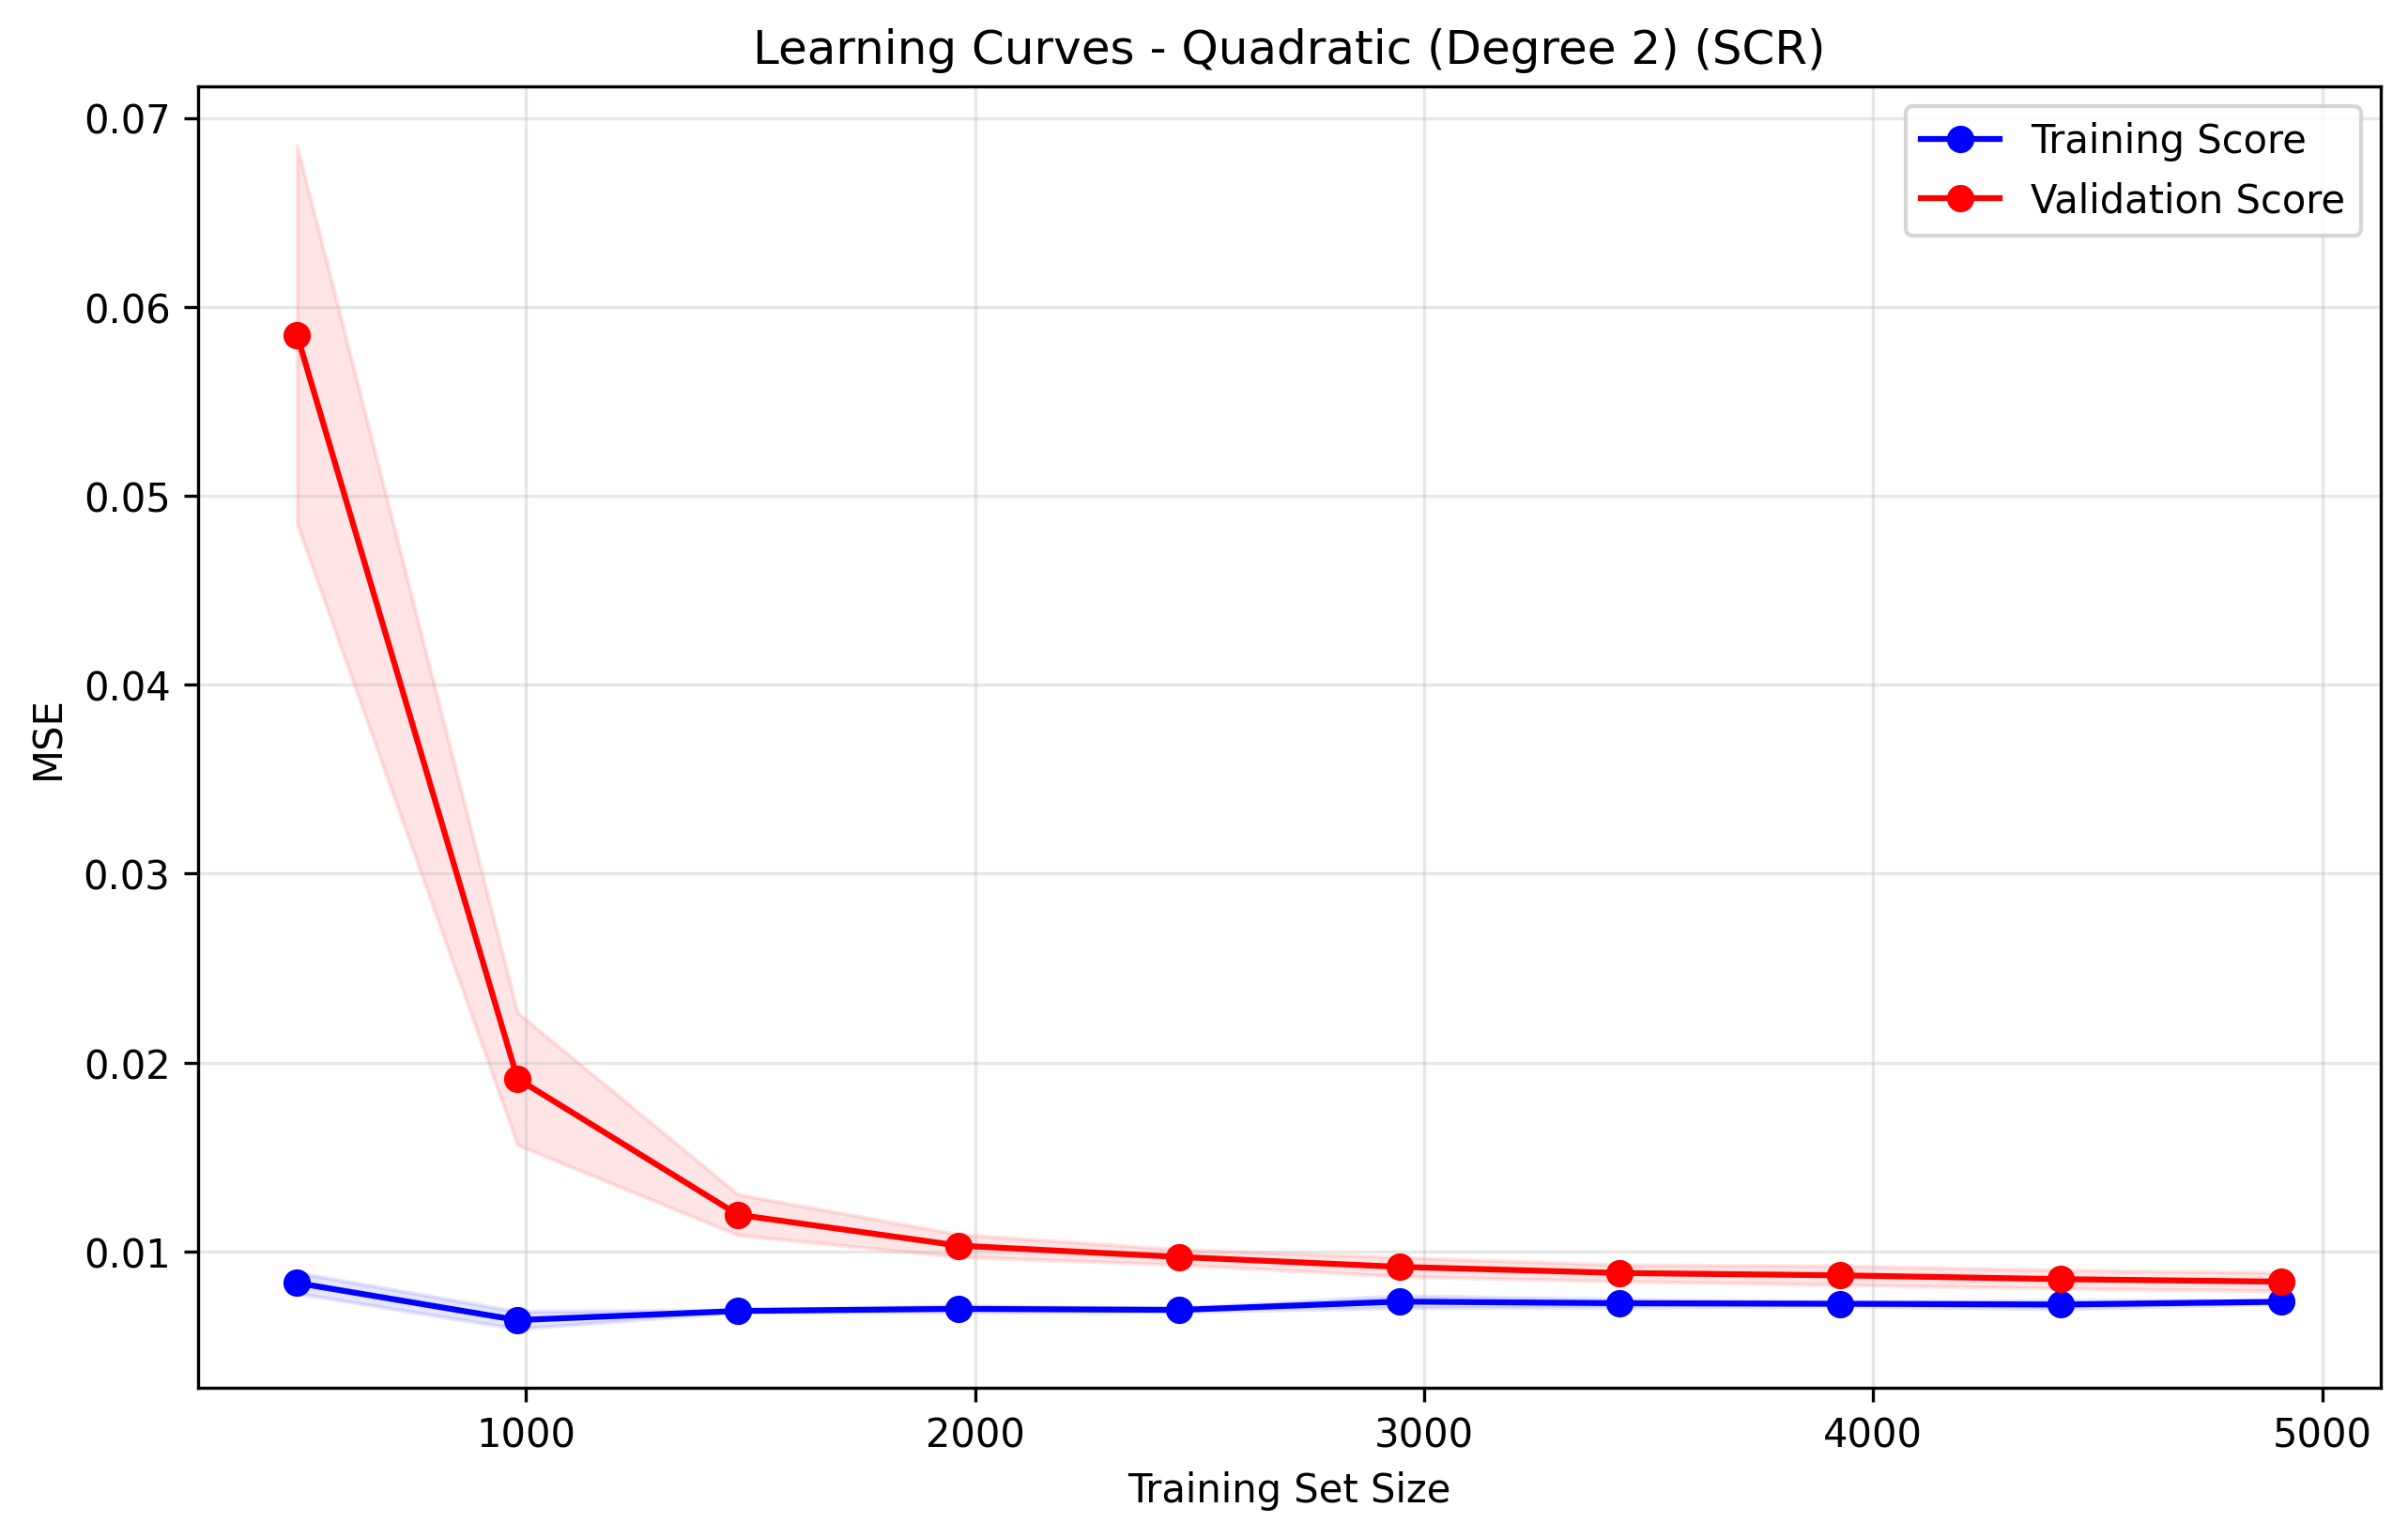 Learning Curves - Quadratic (Degree 2) (SCR)
Training Score
Validation Score
MSE
0.07
0.06
0.05
0.04
0.03
0.02
0.01
1000
2000
3000
4000
5000
Training Set Size